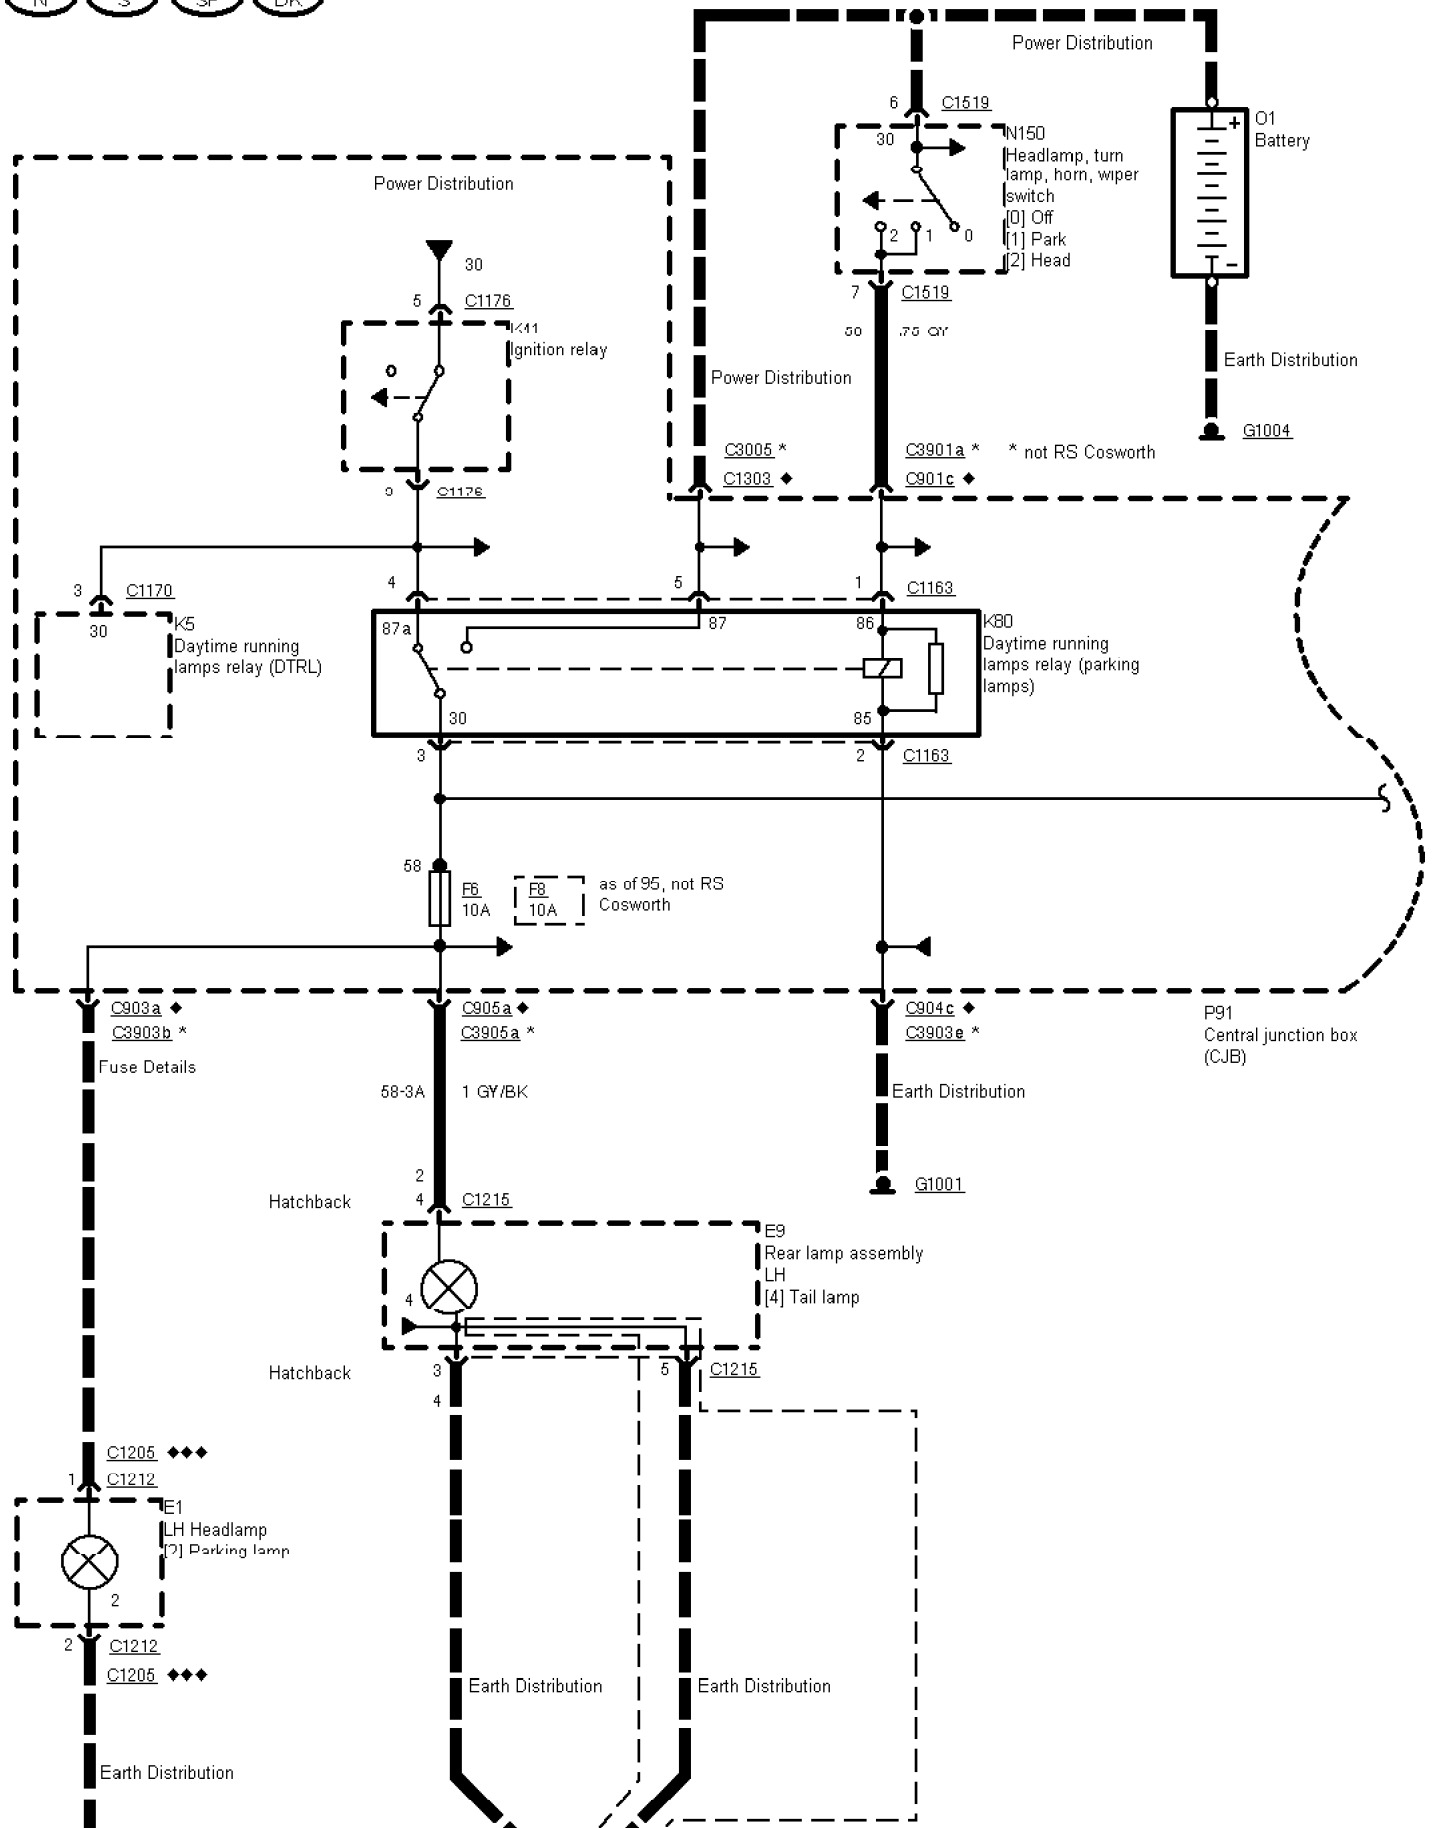 N S SP DK
Power Distribution
6 C1519
30
N150
Headlamp, turn
lamp, horn, wiper
switch
[0] Off
[1] Park
[2] Head
2 1 0
+
O1
Battery
−
Power Distribution
30
5 C1176
K41
Ignition relay
7 C1519
.75 GY
Earth Distribution
Power Distribution
G1004
C3005 *
C1303 ◆
C3901a *
* not RS Cosworth
C901c ◆
C1176
3 C1170
4
5
1 C1163
30
K5
Daytime running
lamps relay (DTRL)
87a
87
86
K80
Daytime running
lamps relay (parking
lamps)
30
85
3
2 C1163
58
F6
10A
F8
10A
as of 95, not RS
Cosworth
C903a ◆
C3903b *
C905a ◆
C3905a *
C904c ◆
C3903e *
P91
Central junction box
(CJB)
Fuse Details
58-3A 1 GY/BK
Earth Distribution
2
Hatchback 4 C1215
G1001
E9
Rear lamp assembly
LH
[4] Tail lamp
4
Hatchback 3
4
5 C1215
C1205 ◆◆◆
1 C1212
E1
LH Headlamp
[2] Parking lamp
2
2 C1212
C1205 ◆◆◆
Earth Distribution
Earth Distribution
Earth Distribution